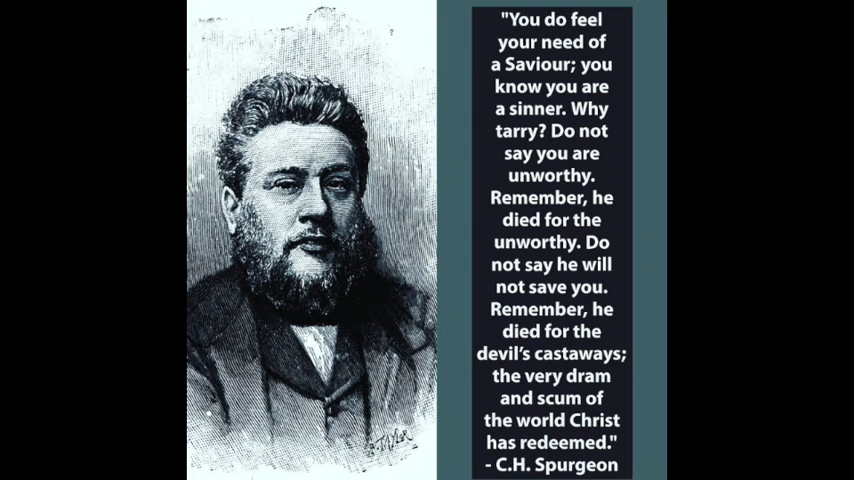 "You do feel
your need of
a Saviour; you
know you are
a sinner. Why
tarry? Do not
say you are
unworthy.
Remember, he
died for the
unworthy. Do
not say he will
not save you.
Remember, he
died for the
devil's castaways;
the very dram
and scum of
the world Christ
has redeemed."
- C.H. Spurgeon